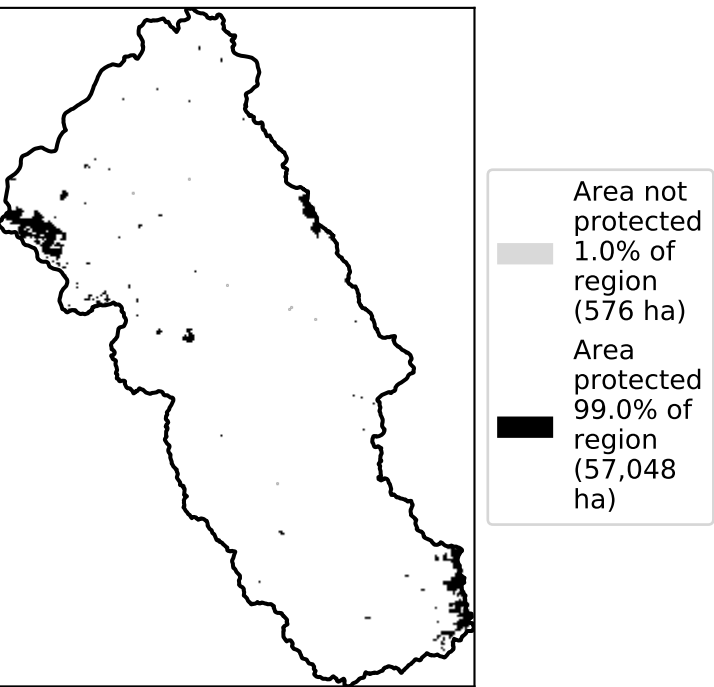 Area not
protected
1.0% of
region
(576 ha)
Area
protected
99.0% of
region
(57,048
ha)